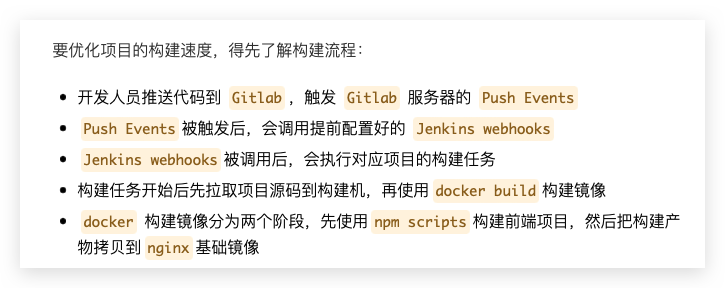 要优化项目的构建速度，得先了解构建流程：
开发人员推送代码到 Gitlab ，触发 Gitlab 服务器的 Push Events
Push Events 被触发后，会调用提前配置好的 Jenkins webhooks
Jenkins webhooks 被调用后，会执行对应项目的构建任务
构建任务开始后先拉取项目源码到构建机，再使用 docker build 构建镜像
docker 构建镜像分为两个阶段，先使用 npm scripts 构建前端项目，然后把构建产
物拷贝到 nginx 基础镜像